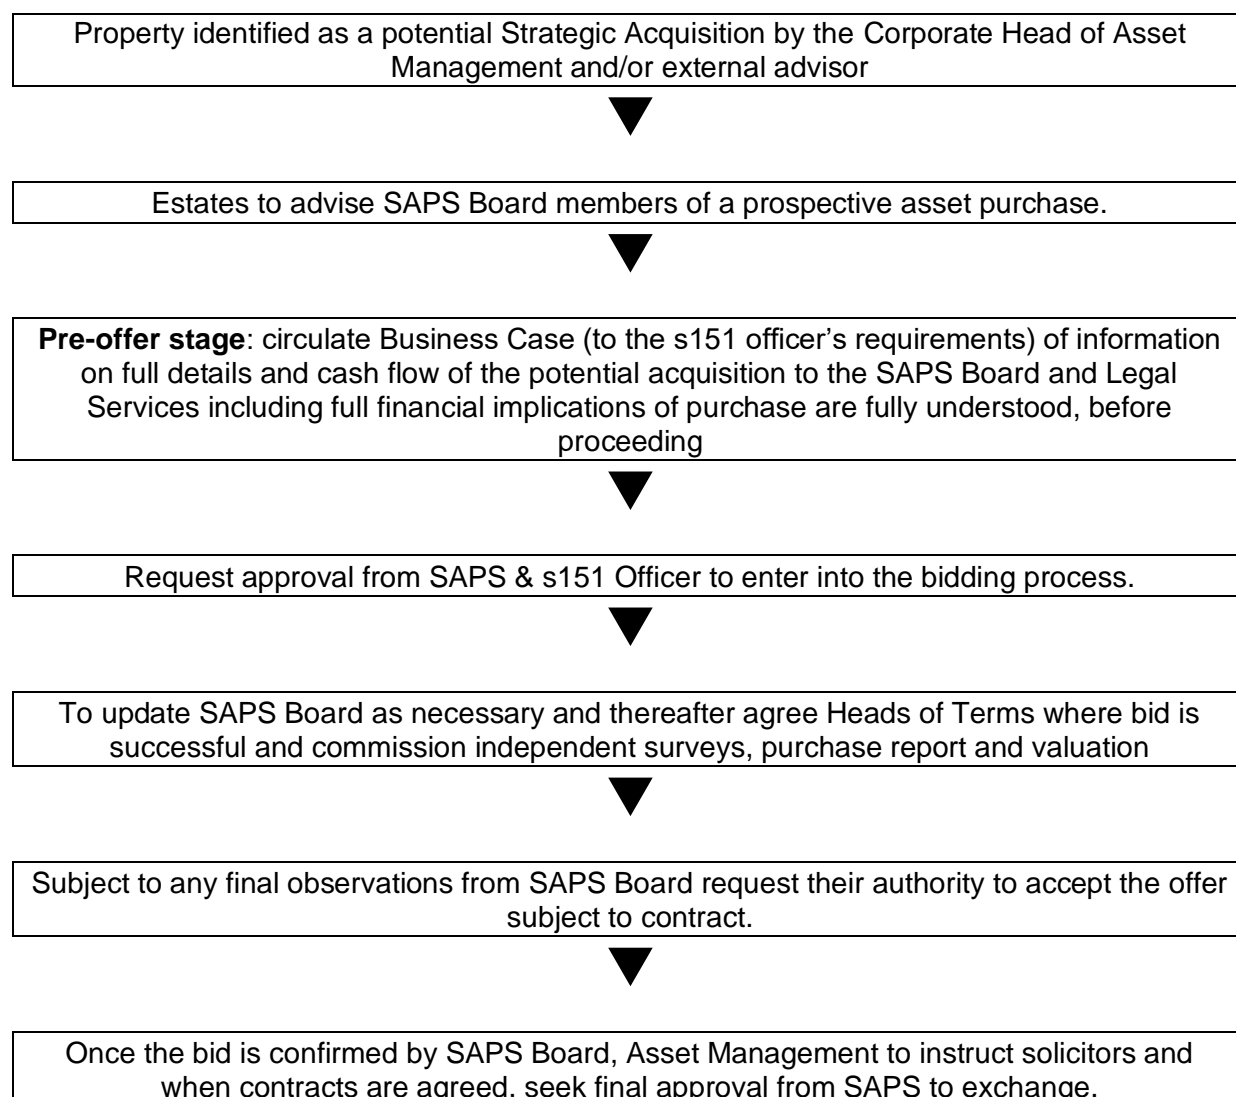 Property identified as a potential Strategic Acquisition by the Corporate Head of Asset
Management and/or external advisor
Estates to advise SAPS Board members of a prospective asset purchase.
Pre-offer stage: circulate Business Case (to the s151 officer’s requirements) of information
on full details and cash flow of the potential acquisition to the SAPS Board and Legal
Services including full financial implications of purchase are fully understood, before
proceeding
Request approval from SAPS & s151 Officer to enter into the bidding process.
To update SAPS Board as necessary and thereafter agree Heads of Terms where bid is
successful and commission independent surveys, purchase report and valuation
Subject to any final observations from SAPS Board request their authority to accept the offer
subject to contract.
Once the bid is confirmed by SAPS Board, Asset Management to instruct solicitors and
when contracts are agreed, seek final approval from SAPS to exchange.